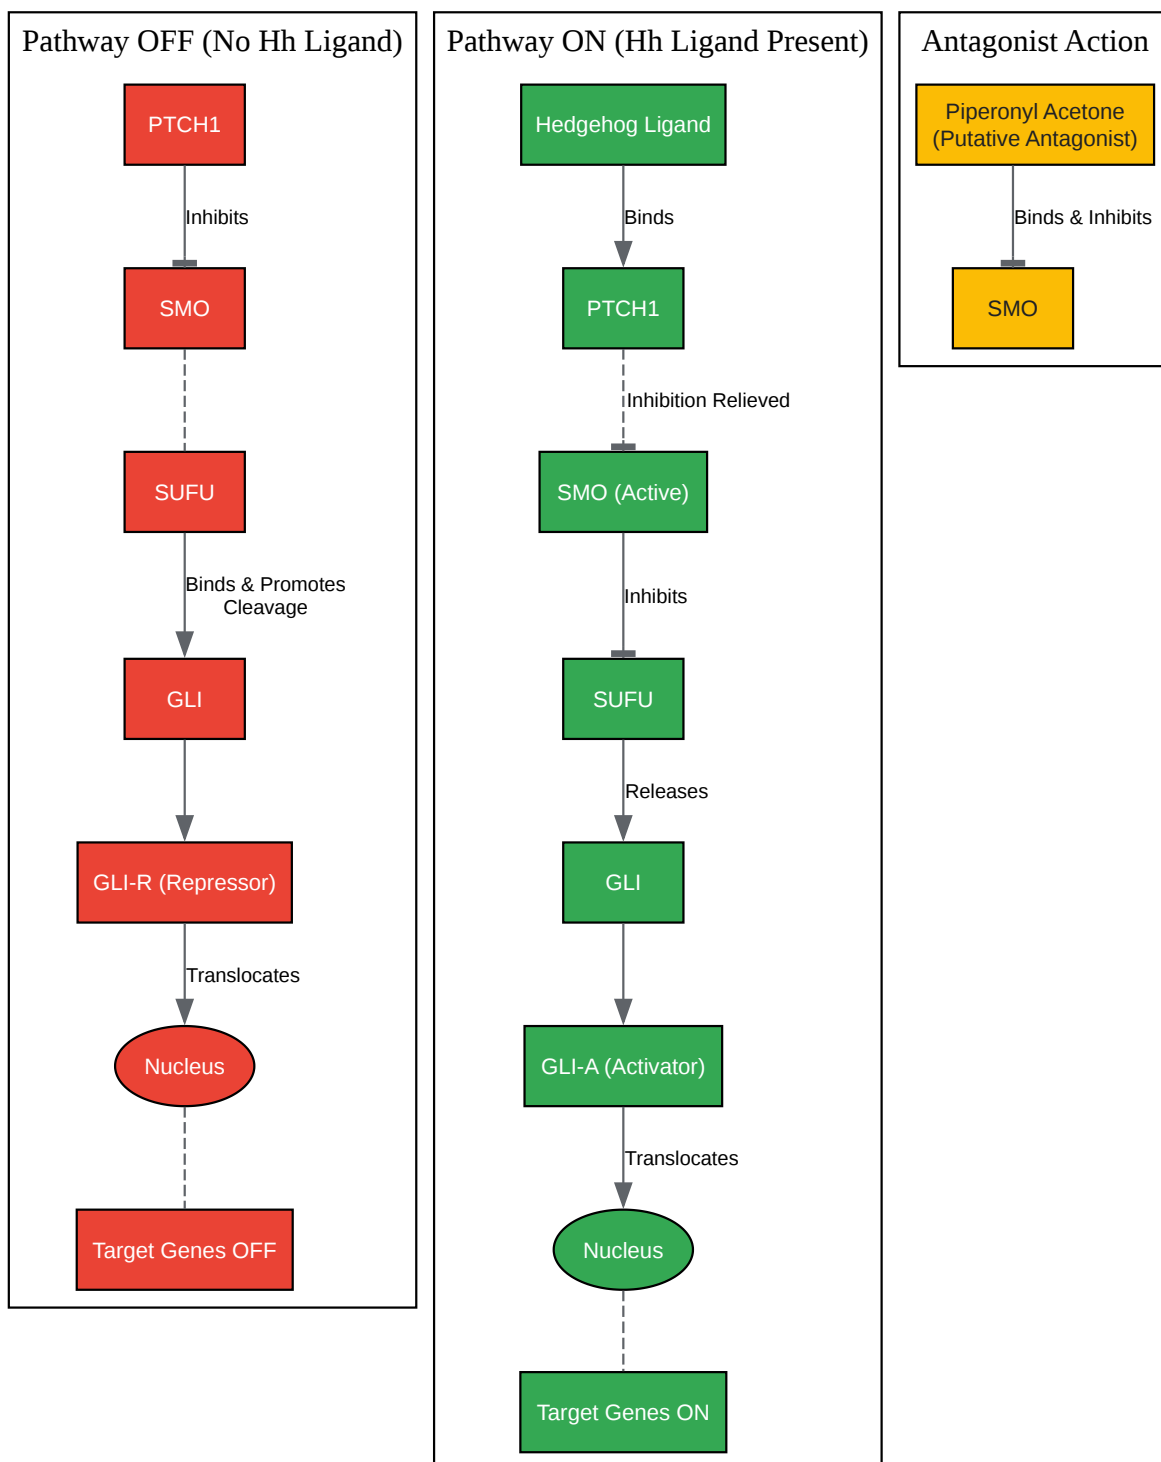 Pathway OFF (No Hh Ligand)
PTCH1
Inhibits
SMO
SUFU
Binds & Promotes
Cleavage
GLI
GLI-R (Repressor)
Translocates
Nucleus
Target Genes OFF
Pathway ON (Hh Ligand Present)
Hedgehog Ligand
Binds
PTCH1
Inhibition Relieved
SMO (Active)
Inhibits
SUFU
Releases
GLI
GLI-A (Activator)
Translocates
Nucleus
Target Genes ON
Antagonist Action
Piperonyl Acetone
(Putative Antagonist)
Binds & Inhibits
SMO